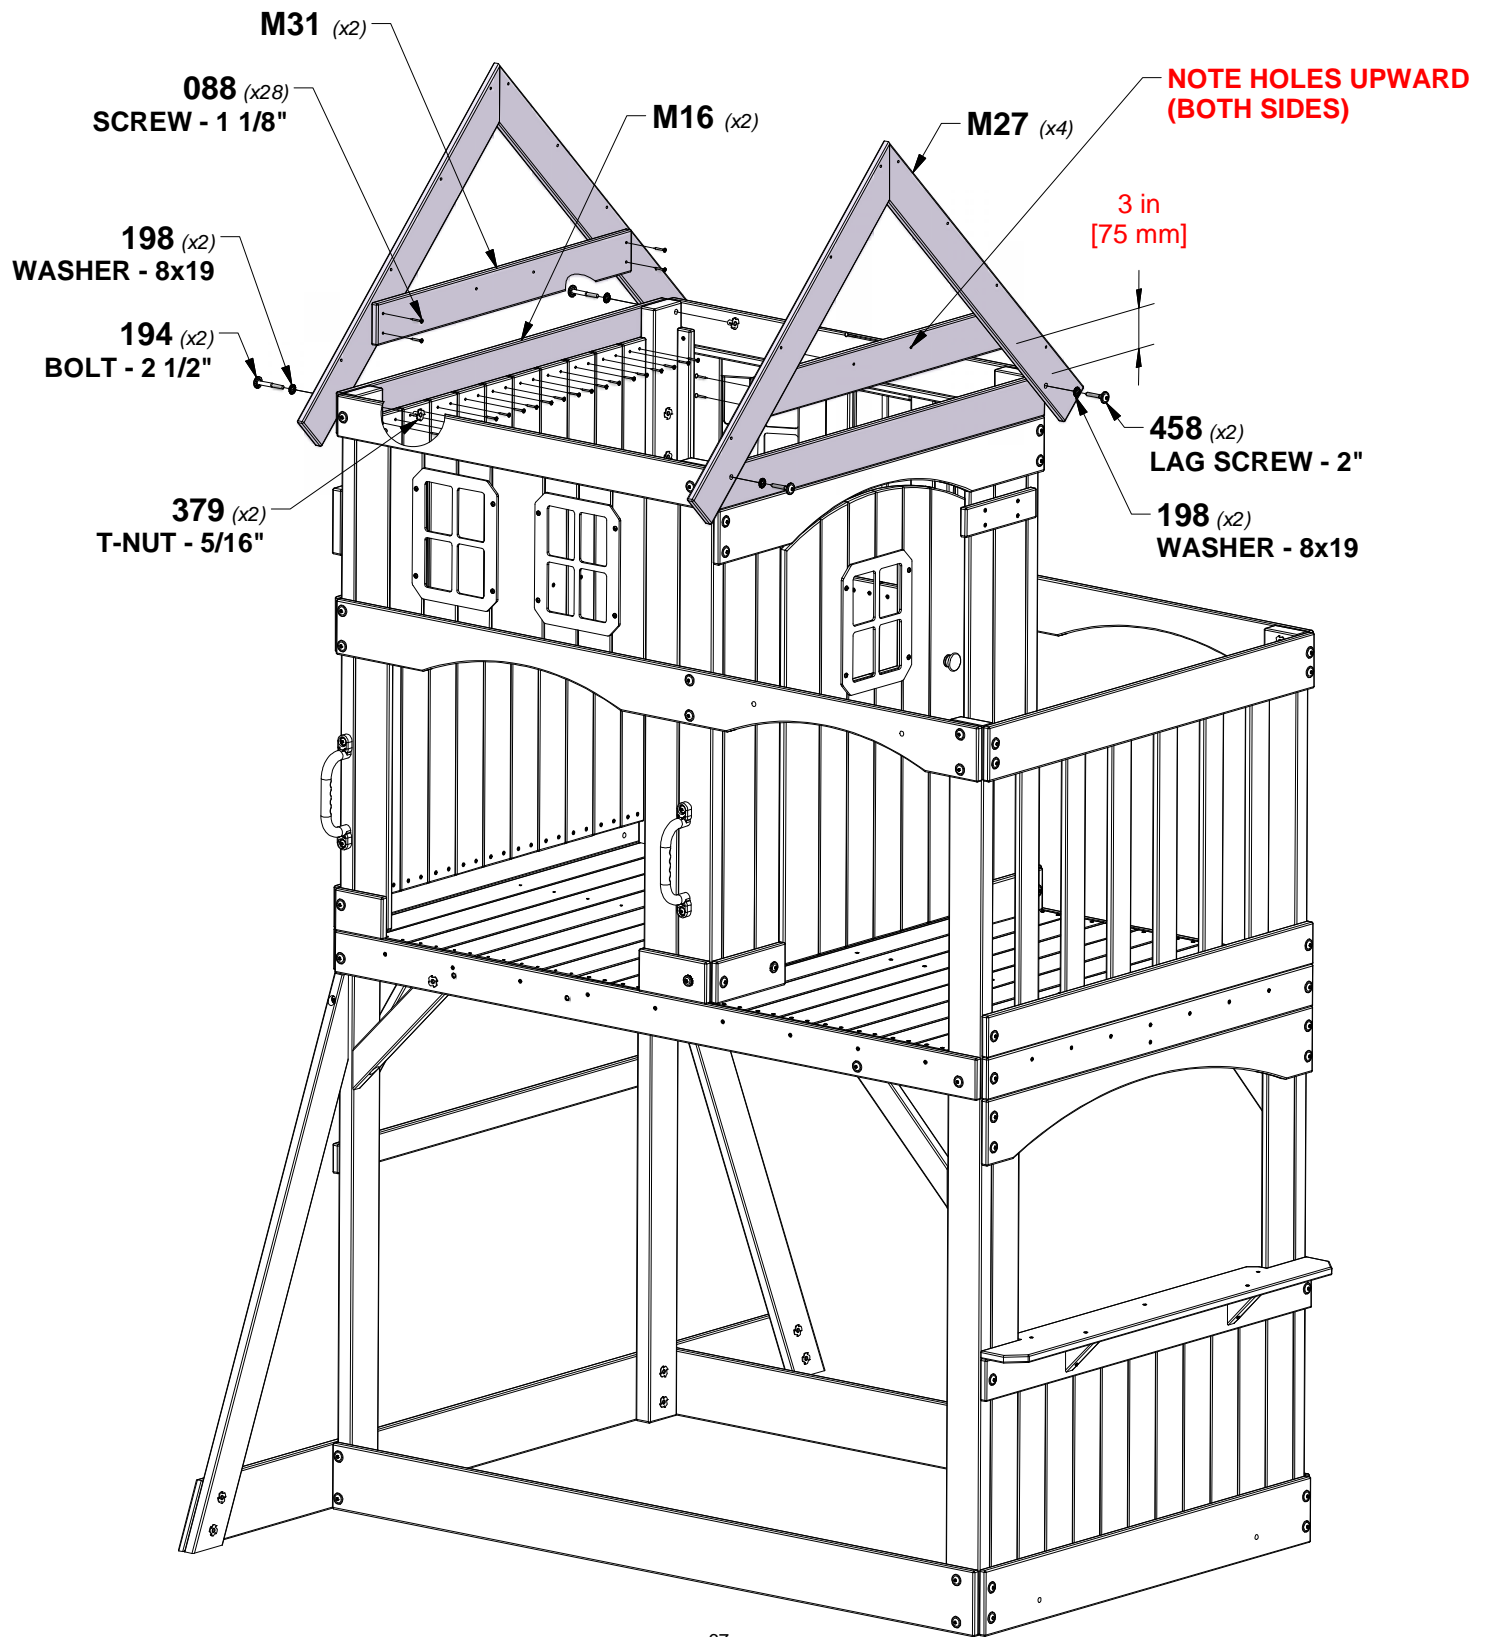 M31 (x2)
088 (x28)
SCREW - 1 1/8"
M16 (x2)
M27 (x4)
NOTE HOLES UPWARD
(BOTH SIDES)
3 in
[75 mm]
198 (x2)
WASHER - 8x19
194 (x2)
BOLT - 2 1/2"
379 (x2)
T-NUT - 5/16"
458 (x2)
LAG SCREW - 2"
198 (x2)
WASHER - 8x19